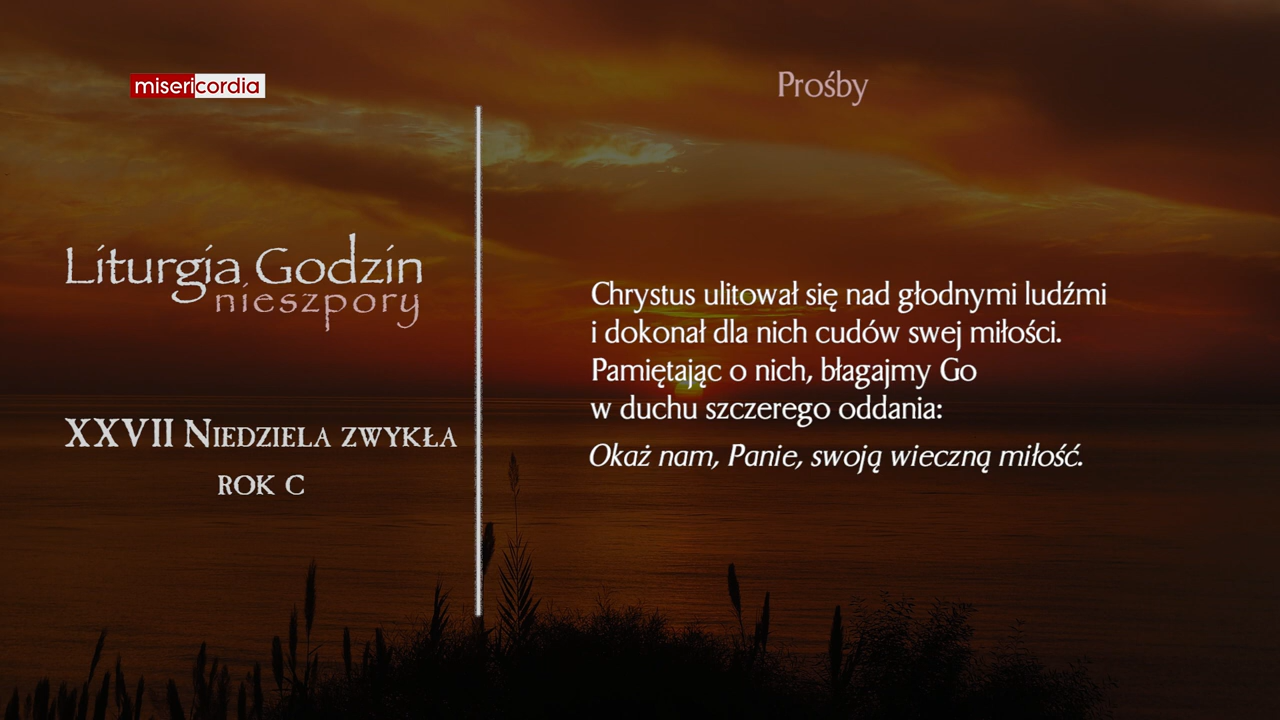 misericordia
Liturgia Godzin
nieszpory
XXVII Niedziela zwykła
rok C
Prośby
Chrystus ulitował się nad głodnymi ludźmi
i dokonał dla nich cudów swej miłości.
Pamiętając o nich, błagajmy Go
w duchu szczerego oddania:
Okaż nam, Panie, swoją wieczną miłość.